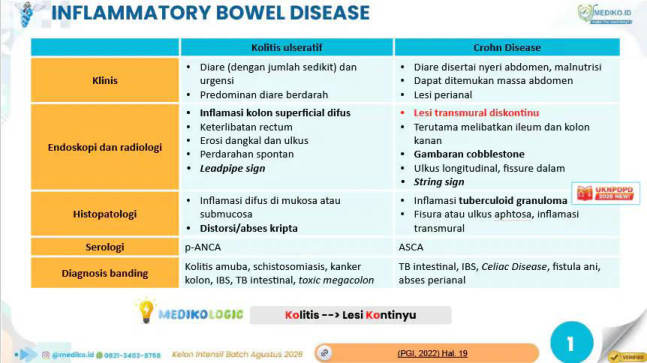 INFLAMMATORY BOWEL DISEASE
MEDIKO.ID
Kolitis ulseratif
Crohn Disease
Klinis
• Diare (dengan jumlah sedikit) dan
urgensi
• Predominan diare berdarah
• Diare disertai nyeri abdomen, malnutrisi
• Dapat ditemukan massa abdomen
• Lesi perianal
Endoskopi dan radiologi
• Inflamasi kolon superficial difus
• Keterlibatan rectum
• Erosi dangkal dan ulkus
• Perdarahan spontan
• Leadpipe sign
• Lesi transmural diskontinu
• Terutama melibatkan ileum dan kolon
kanan
• Gambaran cobblestone
• Ulkus longitudinal, fissure dalam
• String sign
UKNPDPD
2026 NEW!
Histopatologi
• Inflamasi difus di mukosa atau
submucosa
• Distorsi/abses kripta
• Inflamasi tuberculoid granuloma
• Fisura atau ulkus aphtosa, inflamasi
transmural
Serologi
p-ANCA
ASCA
Diagnosis banding
Kolitis amuba, schistosomiasis, kanker
kolon, IBS, TB intestinal, toxic megacolon
TB intestinal, IBS, Celiac Disease, fistula ani,
abses perianal
MEDIKOLOGIC
Kolitis --> Lesi Kontinyu
@mediko.id
0821-3453-8758
Kelon Intensif Batch Agustus 2026
(PGI, 2022) Hal. 19
1
VERIFIED